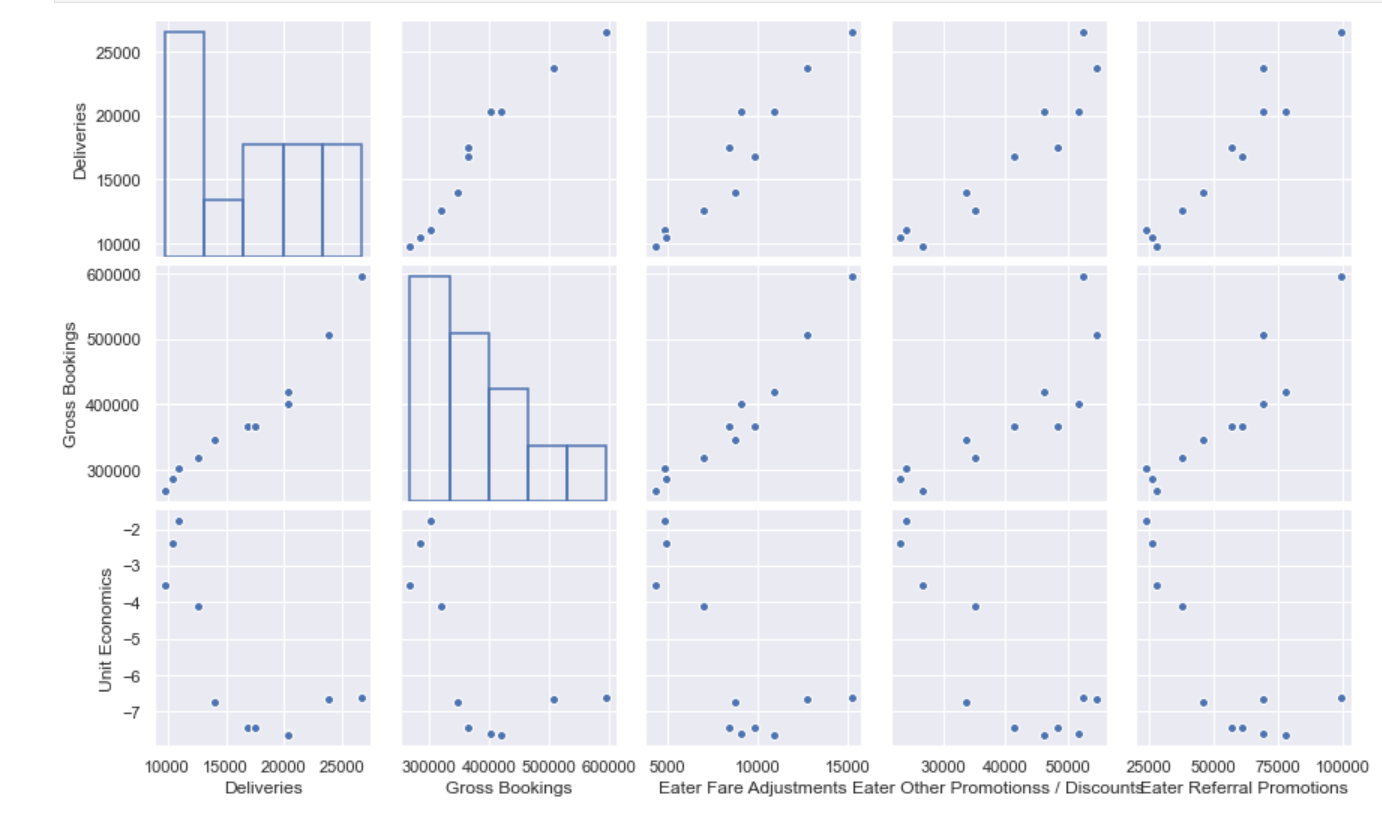 25000
20000
Deliveries
15000
10000
600000
500000
Gross Bookings
400000
300000
−2
−3
−4
Unit Economics
−5
−6
−7
10000 15000 20000 25000 300000 400000 500000 600000 5000 10000 15000 30000 40000 50000 25000 50000 75000 100000
Deliveries Gross Bookings Eater Fare Adjustments Eater Other Promotionss / Discounts Eater Referral Promotions